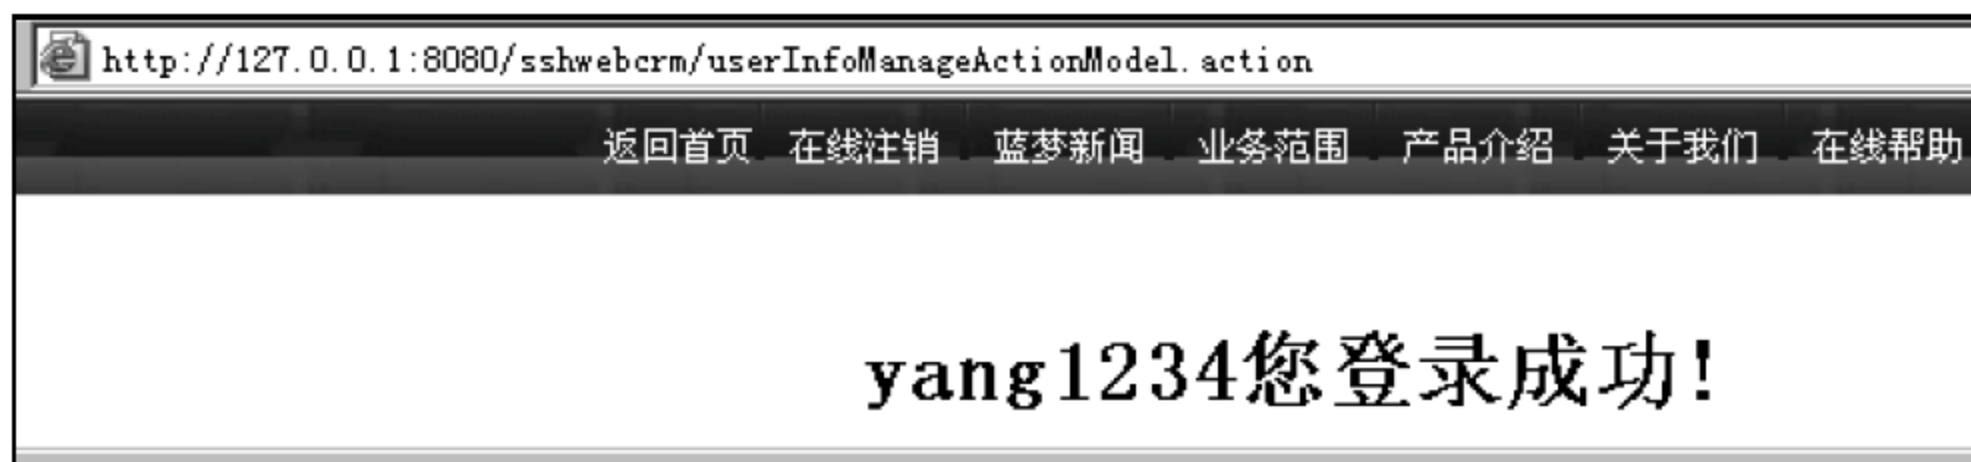 http://127.0.0.1:8080/sshwebcrm/userInfoManageActionModel.action
返回首页 在线注销 蓝梦新闻 业务范围 产品介绍 关于我们 在线帮助
yang1234您登录成功!